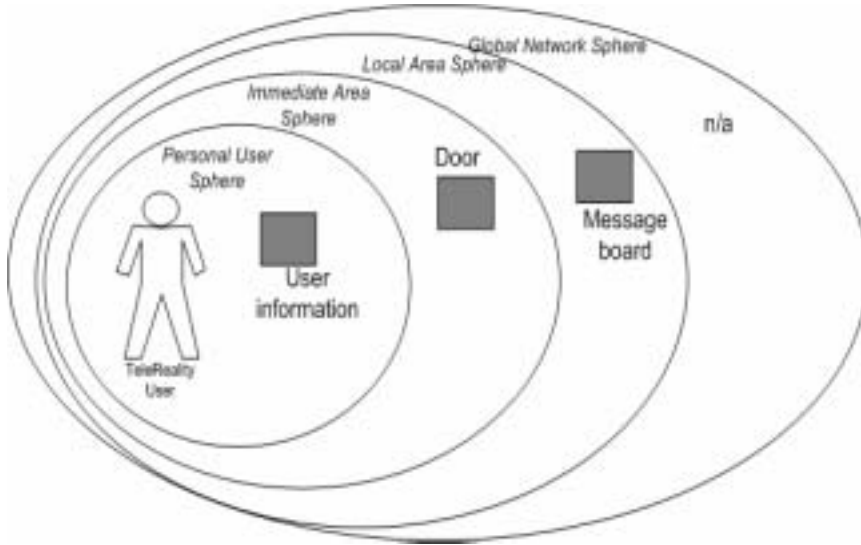 Global Network Sphere
Local Area Sphere
Immediate Area
Sphere
Personal User
Sphere
n/a
Door
Message
board
User
information
TeleReality
User